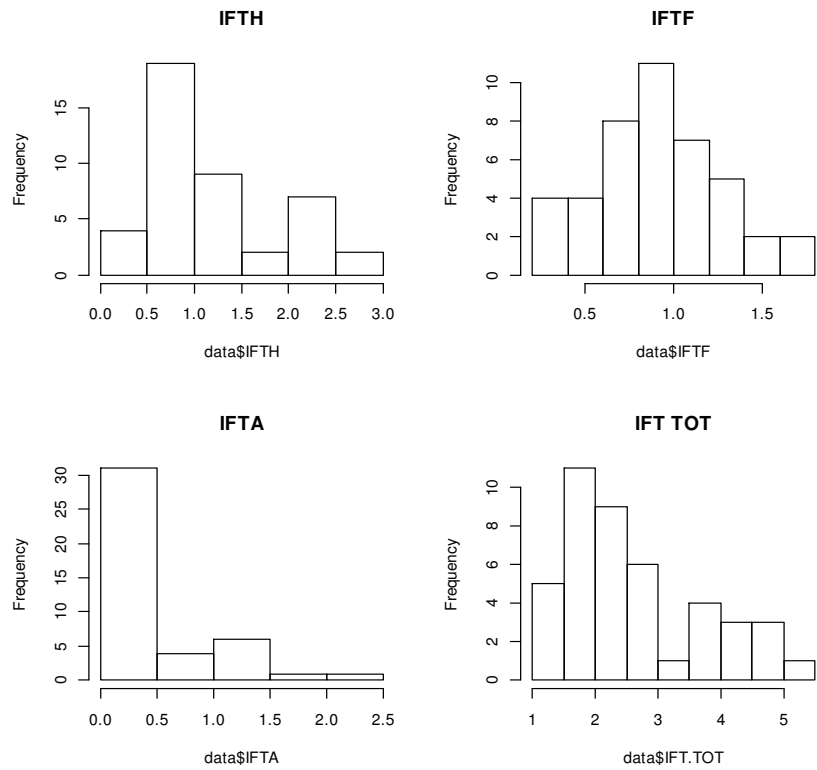 IFTH
Frequency
15
10
5
0
0.0 0.5 1.0 1.5 2.0 2.5 3.0
data$IFTH
IFTF
Frequency
10
8
6
4
2
0
0.5 1.0 1.5
data$IFTF
IFTA
Frequency
30
25
20
15
10
5
0
0.0 0.5 1.0 1.5 2.0 2.5
data$IFTA
IFT TOT
Frequency
10
8
6
4
2
0
1 2 3 4 5
data$IFT.TOT